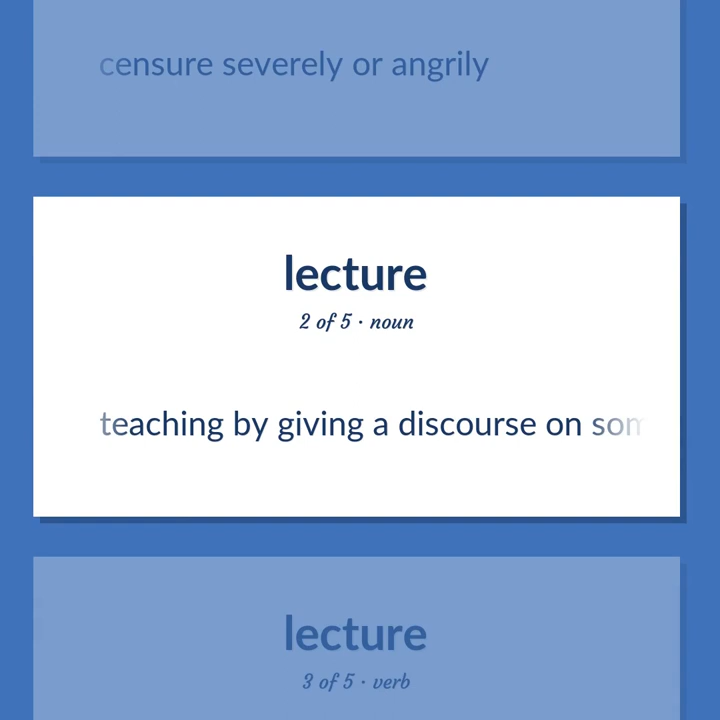 censure severely or angrily
lecture
2 of 5 · noun
teaching by giving a discourse on
lecture
3 of 5 · verb